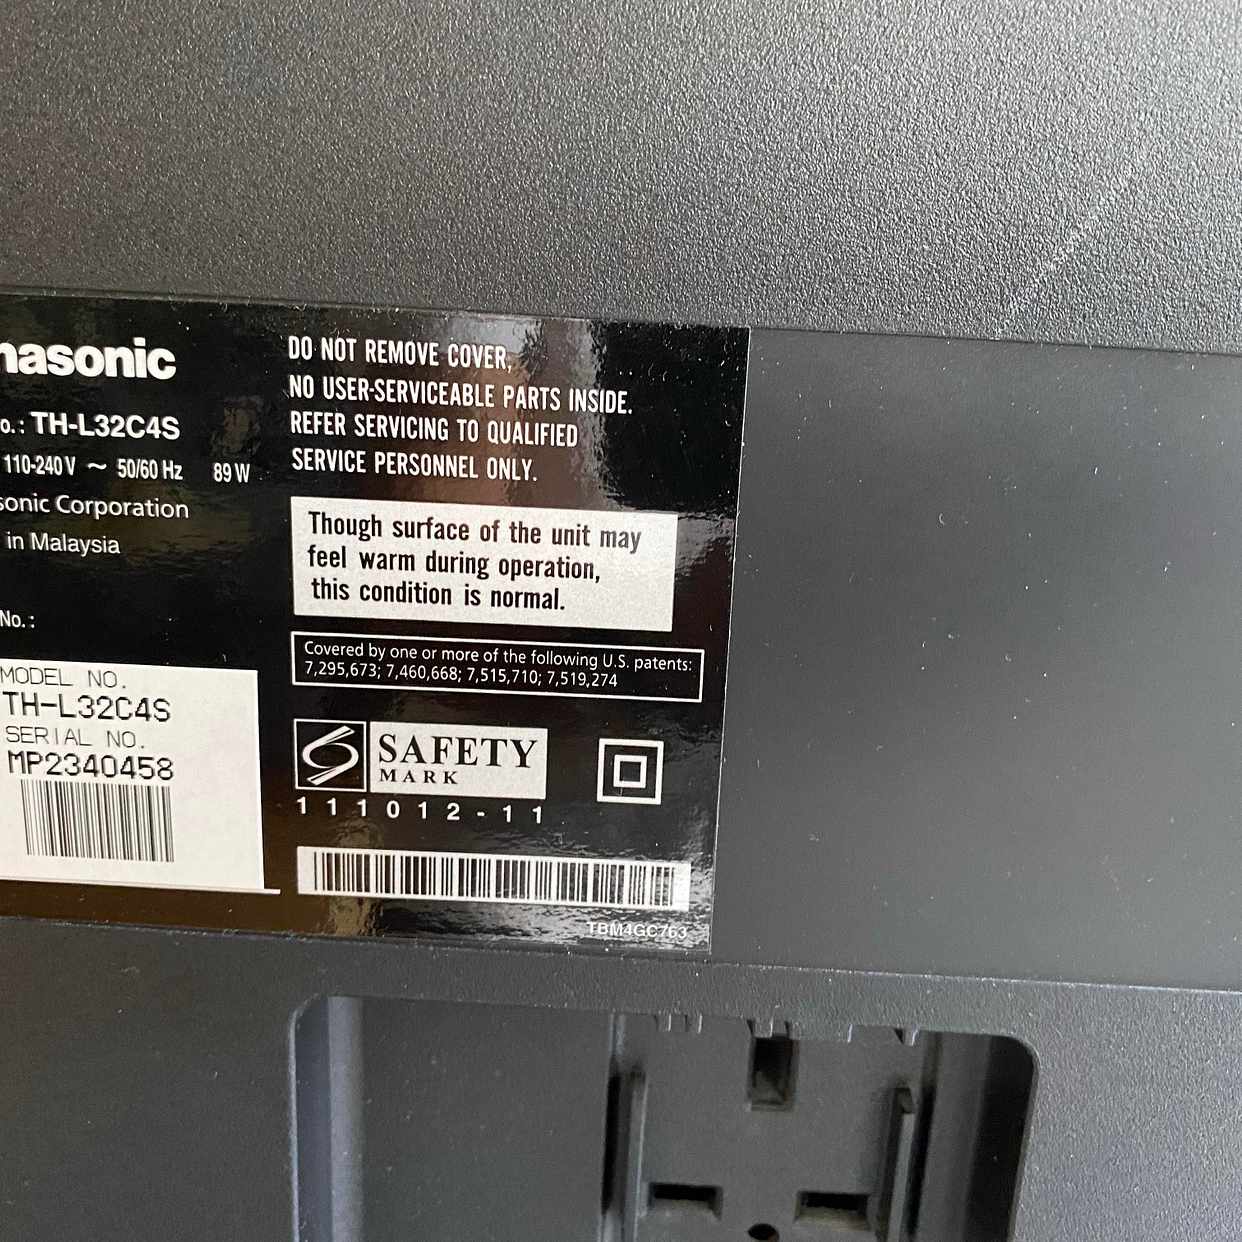 nasonic
o.: TH-L32C4S
110-240V ~ 50/60 Hz 89 W
sonic Corporation
in Malaysia
No.:
MODEL NO.
TH-L32C4S
SERIAL NO.
MP2340458
DO NOT REMOVE COVER,
NO USER-SERVICEABLE PARTS INSIDE.
REFER SERVICING TO QUALIFIED
SERVICE PERSONNEL ONLY.
Though surface of the unit may
feel warm during operation,
this condition is normal.
Covered by one or more of the following U.S. patents:
7,295,673; 7,460,668; 7,515,710; 7,519,274
SAFETY
MARK
111012-11
TBM4GC763